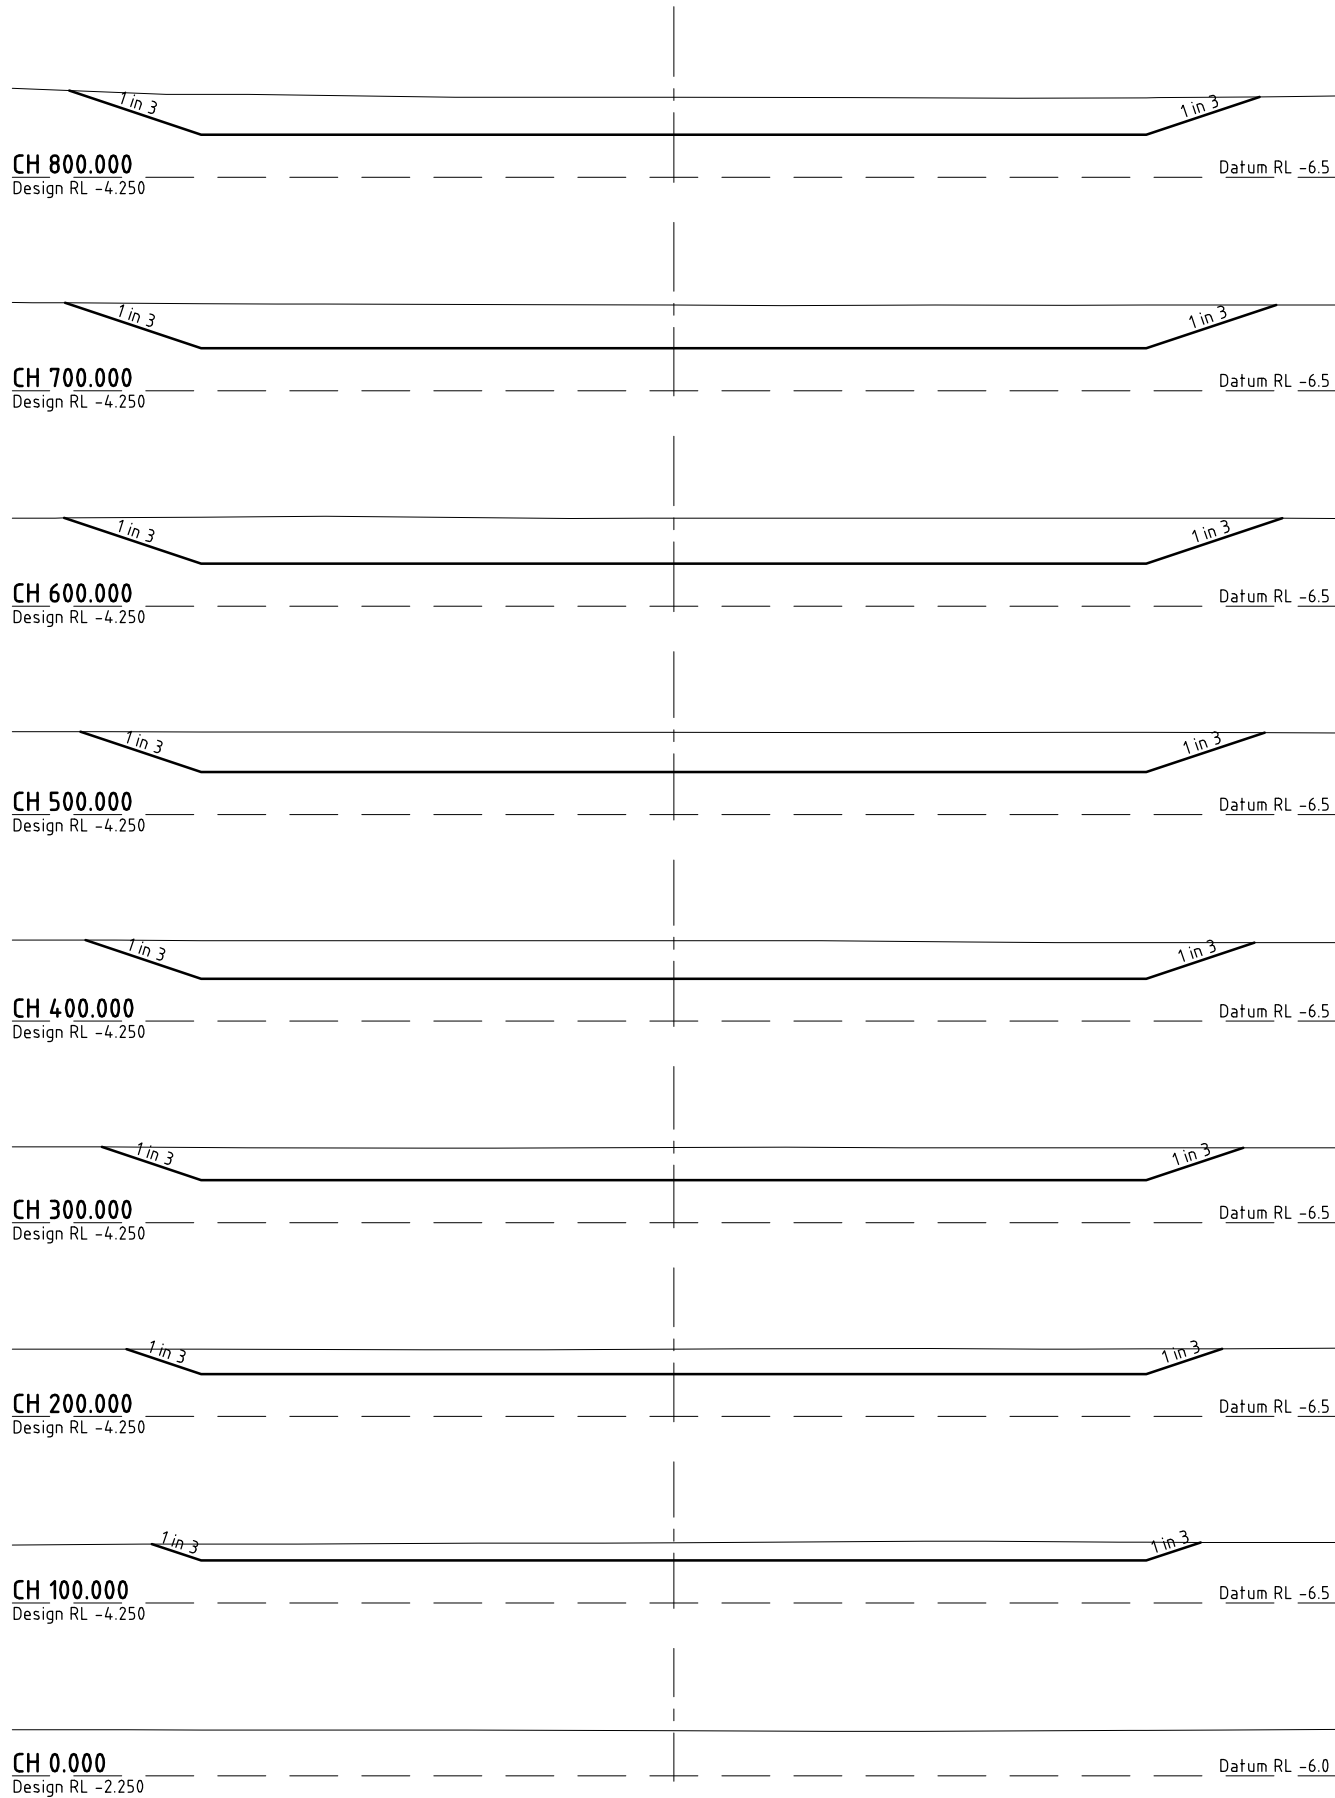 1 in 3 1 in 3
CH 800.000 Datum RL -6.5
Design RL -4.250
1 in 3 1 in 3
CH 700.000 Datum RL -6.5
Design RL -4.250
1 in 3 1 in 3
CH 600.000 Datum RL -6.5
Design RL -4.250
1 in 3 1 in 3
CH 500.000 Datum RL -6.5
Design RL -4.250
1 in 3 1 in 3
CH 400.000 Datum RL -6.5
Design RL -4.250
1 in 3 1 in 3
CH 300.000 Datum RL -6.5
Design RL -4.250
1 in 3 1 in 3
CH 200.000 Datum RL -6.5
Design RL -4.250
1 in 3 1 in 3
CH 100.000 Datum RL -6.5
Design RL -4.250
CH 0.000 Datum RL -6.0
Design RL -2.250